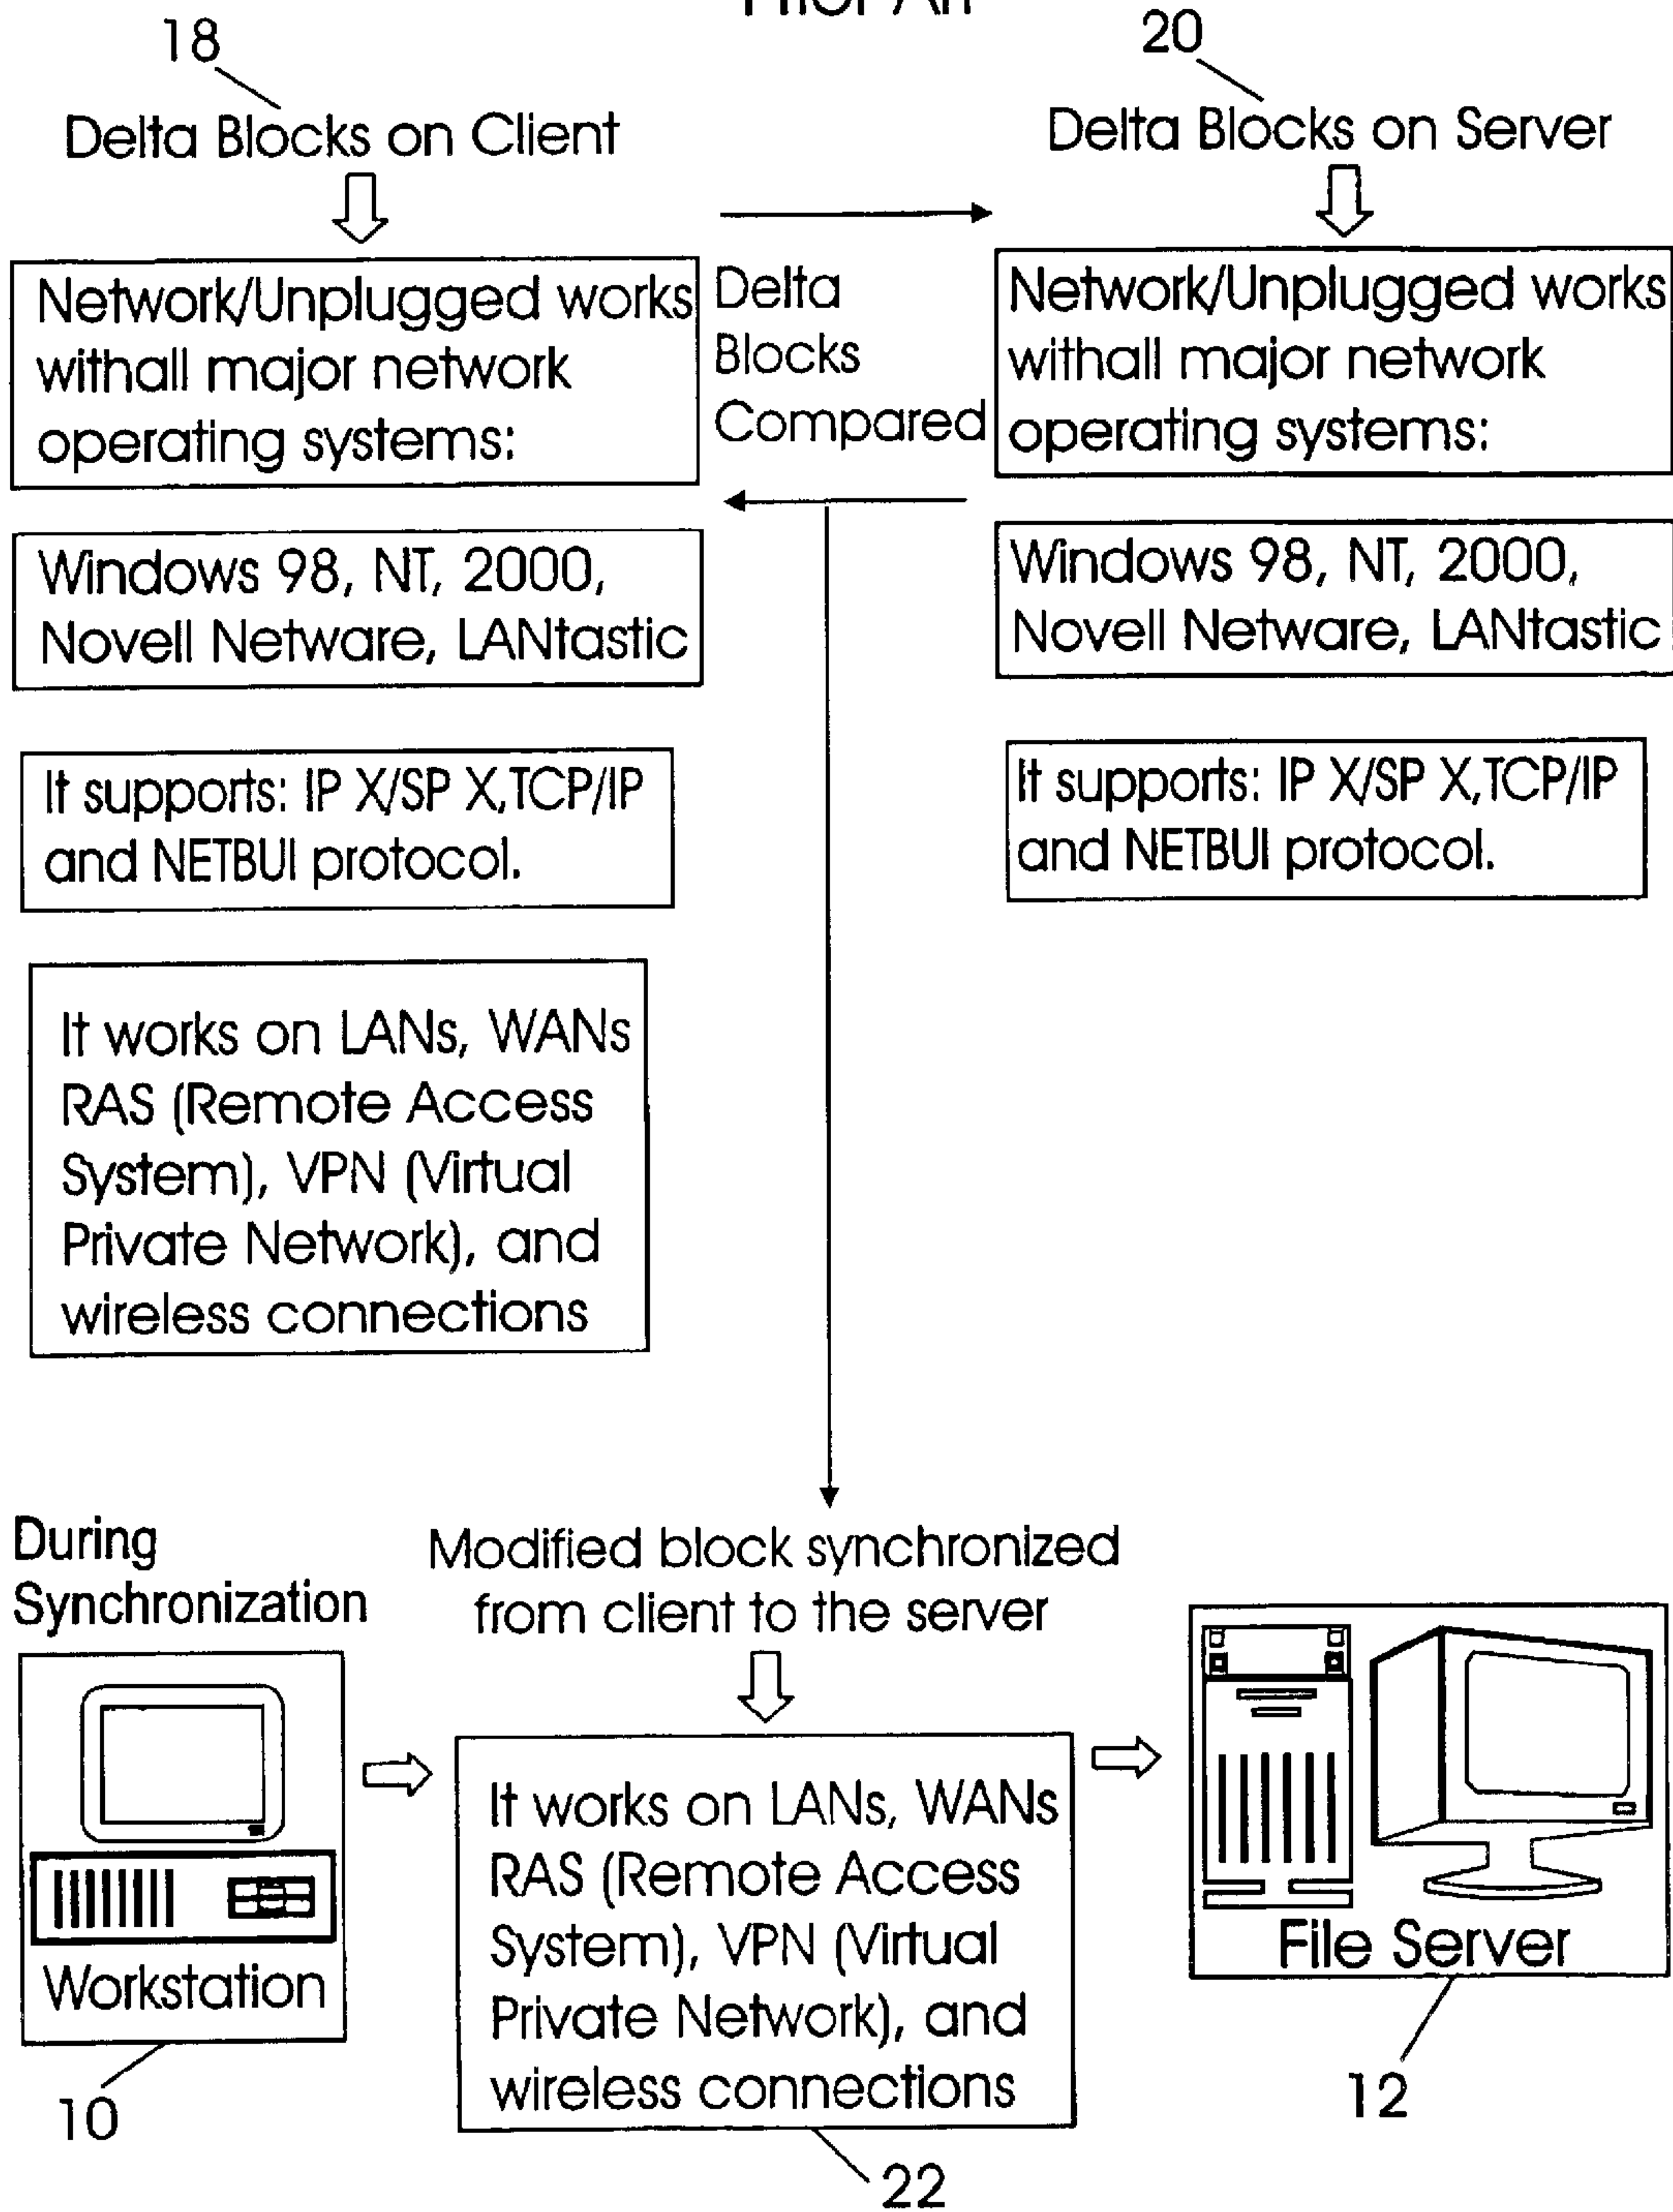 Prior Art
18
20
Delta Blocks on Client
Delta Blocks on Server
Network/Unplugged works
withall major network
operating systems:
Delta
Blocks
Compared
Network/Unplugged works
withall major network
operating systems:
Windows 98, NT, 2000,
Novell Netware, LANtastic
Windows 98, NT, 2000,
Novell Netware, LANtastic
It supports: IP X/SP X,TCP/IP
and NETBUI protocol.
It supports: IP X/SP X,TCP/IP
and NETBUI protocol.
It works on LANs, WANs
RAS (Remote Access
System), VPN (Virtual
Private Network), and
wireless connections
During
Synchronization
Modified block synchronized
from client to the server
Workstation
10
It works on LANs, WANs
RAS (Remote Access
System), VPN (Virtual
Private Network), and
wireless connections
22
File Server
12